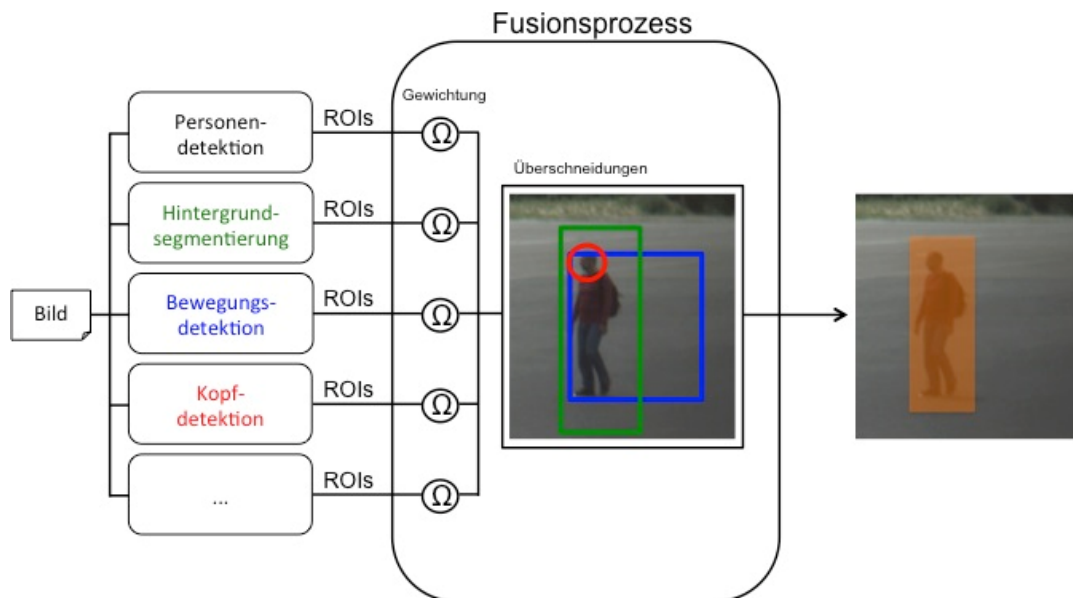 Fusionsprozess
Gewichtung
Personen-
detektion
ROIs
Ω
Hintergrund-
segmentierung
ROIs
Ω
Bild
Bewegungs-
detektion
ROIs
Ω
Kopf-
detektion
ROIs
Ω
...
ROIs
Ω
Überschneidungen